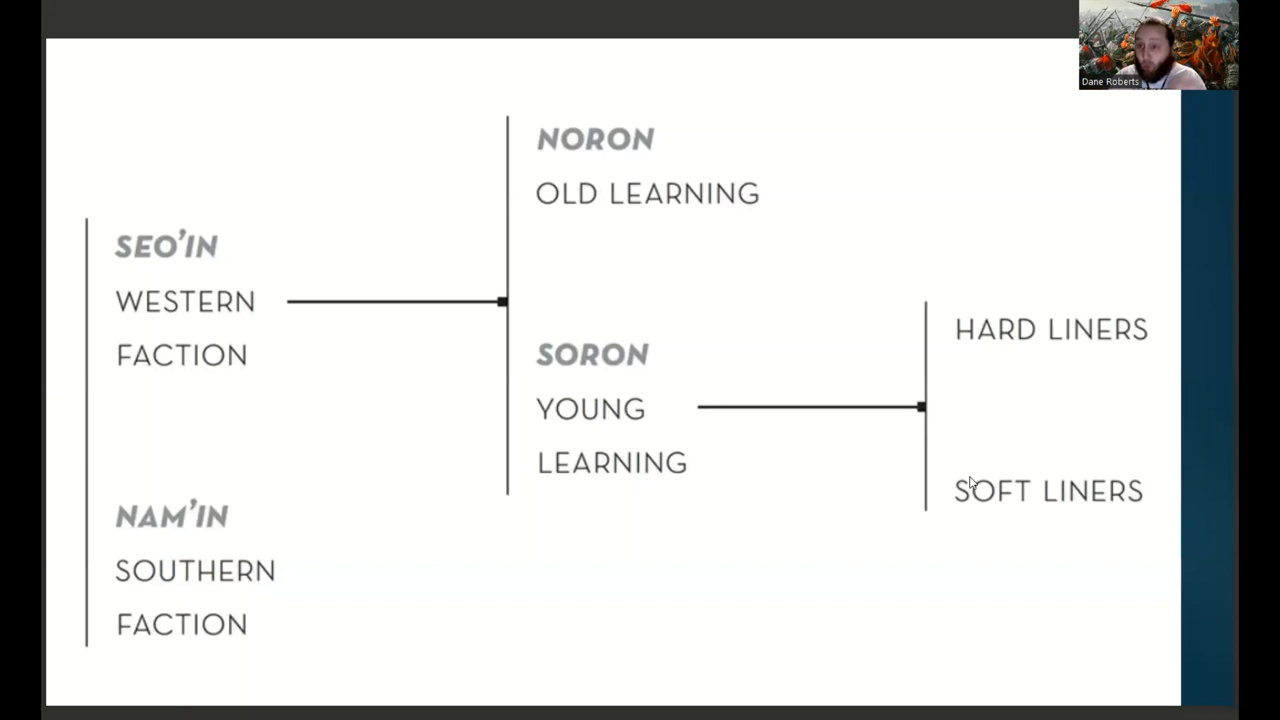 Dane Roberts
NORON
OLD LEARNING
SEO'IN
WESTERN
FACTION
SORON
YOUNG
LEARNING
HARD LINERS
SOFT LINERS
NAM'IN
SOUTHERN
FACTION